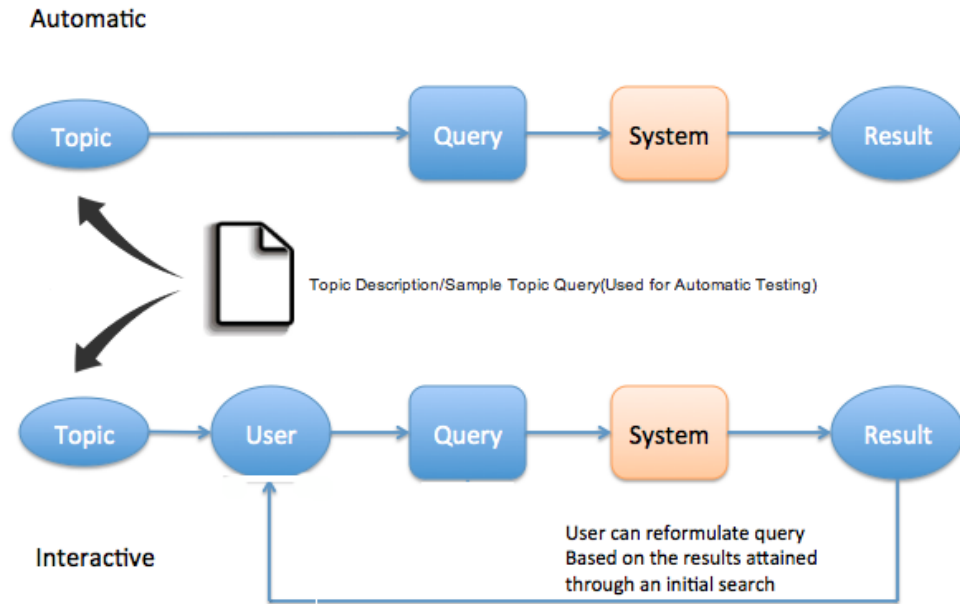 Automatic
Topic
Query
System
Result
Topic Description/Sample Topic Query(Used for Automatic Testing)
Topic
User
Query
System
Result
User can reformulate query
Based on the results attained
through an initial search
Interactive